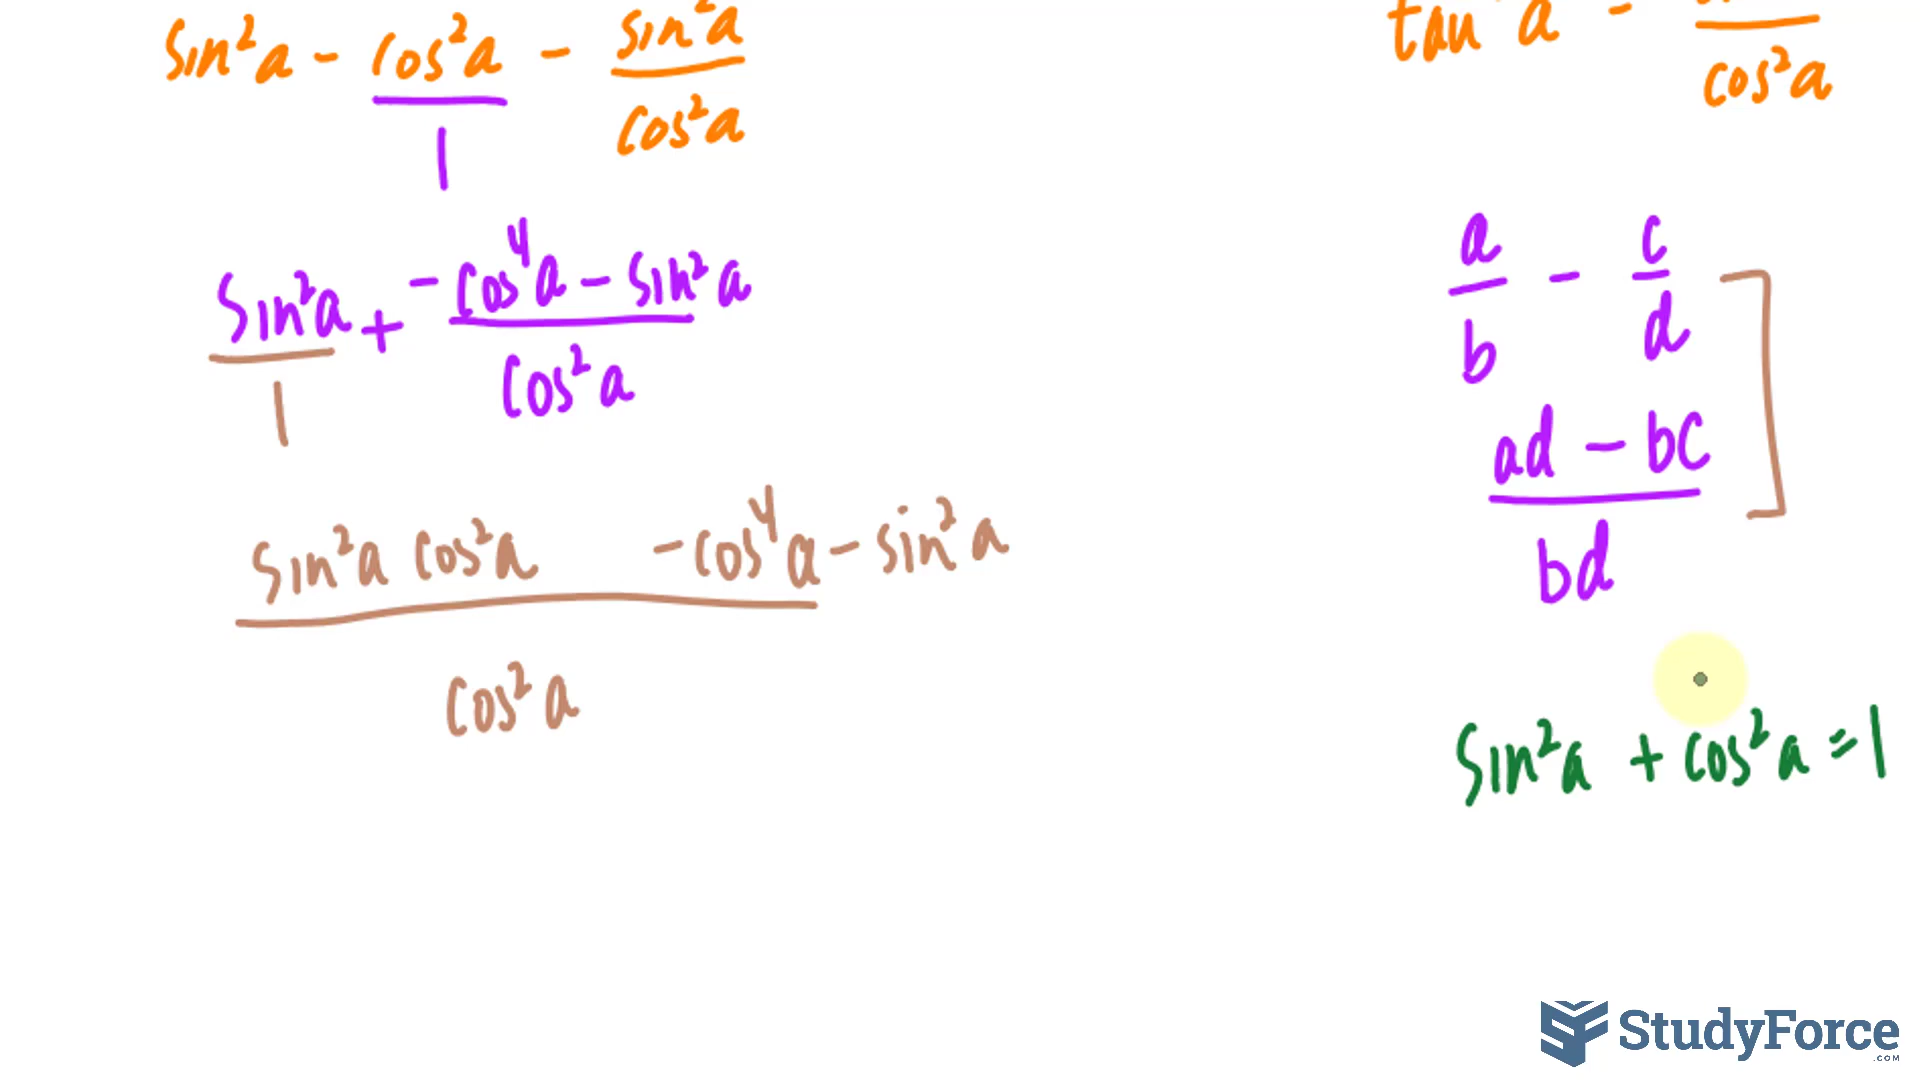 sin²a - cos²a/1 - sin²a/cos²a
sin²a/1 + -cos⁴a - sin²a/cos²a
sin²a cos²a -cos⁴a - sin²a
cos²a
tan²a =
cos²a
a/b - c/d
ad - bc
bd
sin²a + cos²a = 1
StudyForce
.COM